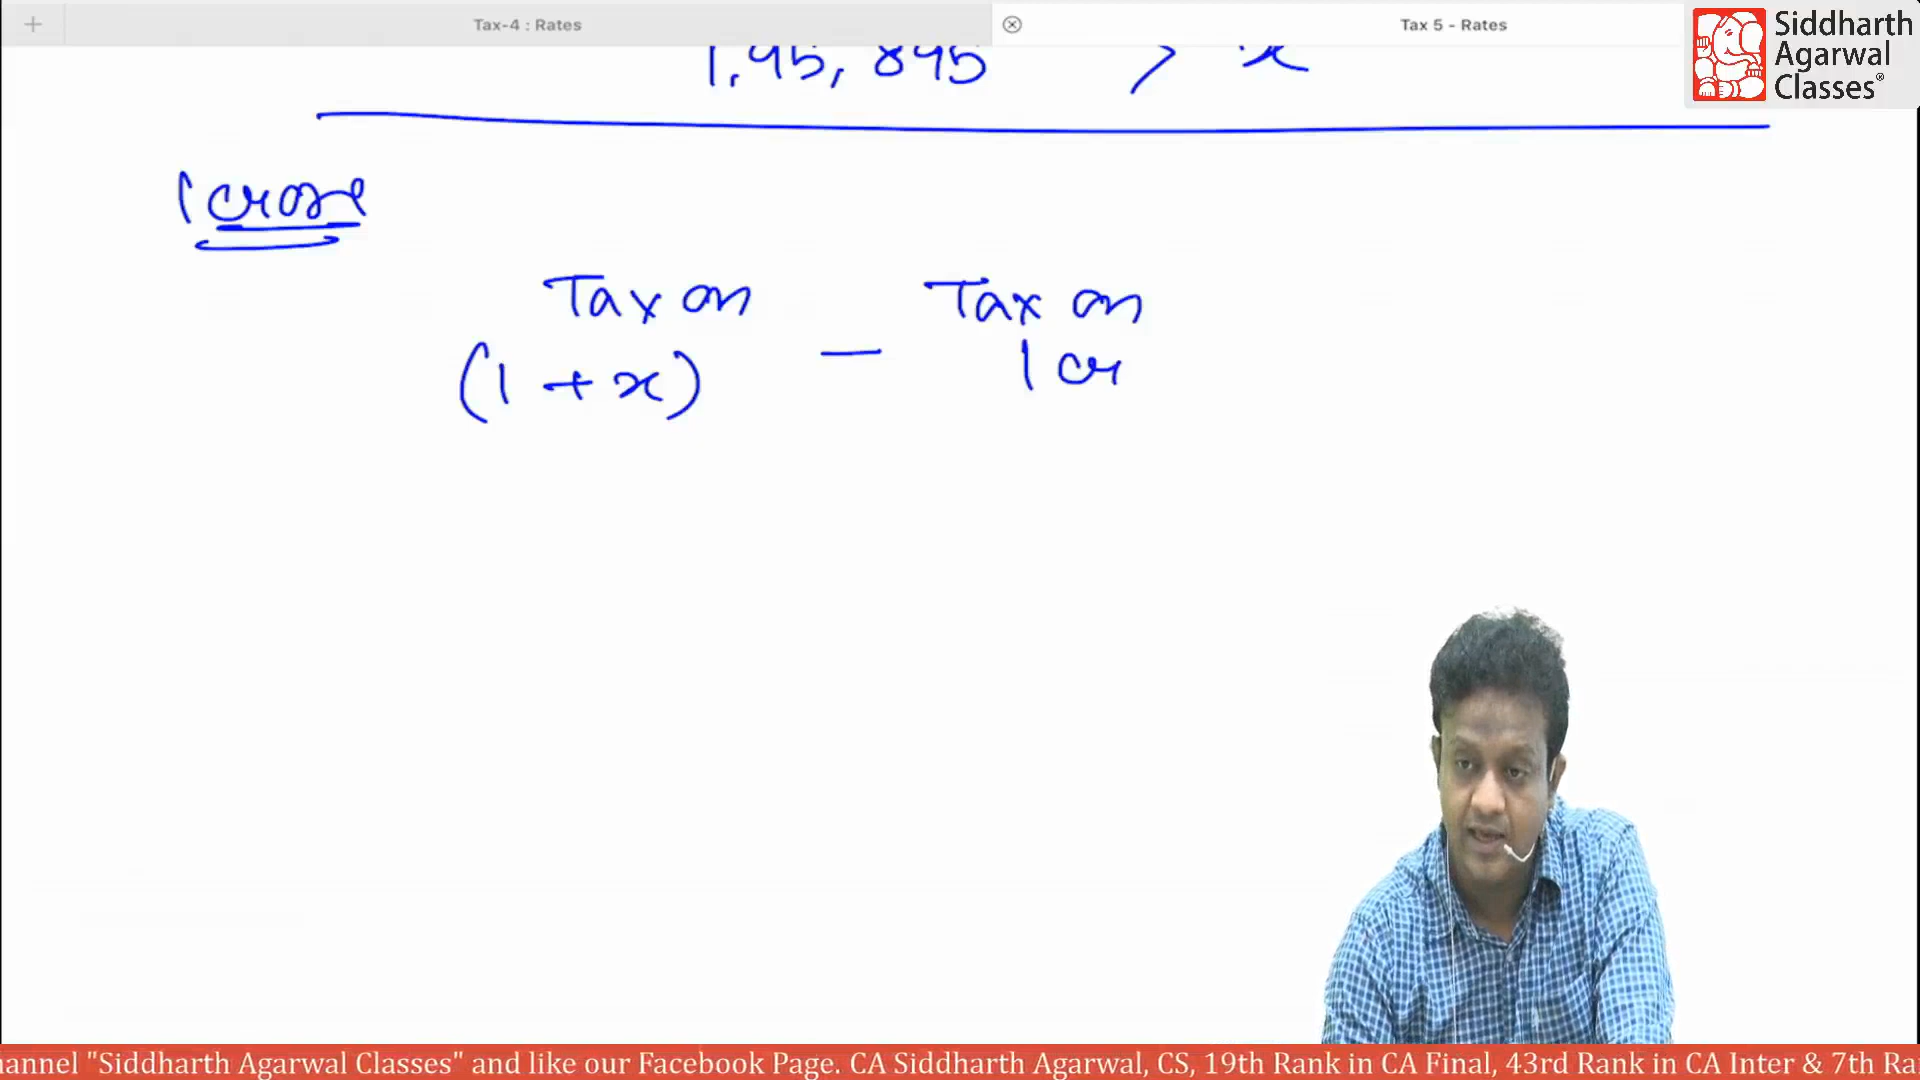 Tax-4 : Rates
Tax 5 - Rates
Siddharth
Agarwal
Classes®
1,95,895 > x
1 crore
Tax on Tax on
(1 + x) — 1 cr
hannel "Siddharth Agarwal Classes" and like our Facebook Page. CA Siddharth Agarwal, CS, 19th Rank in CA Final, 43rd Rank in CA Inter & 7th Ra